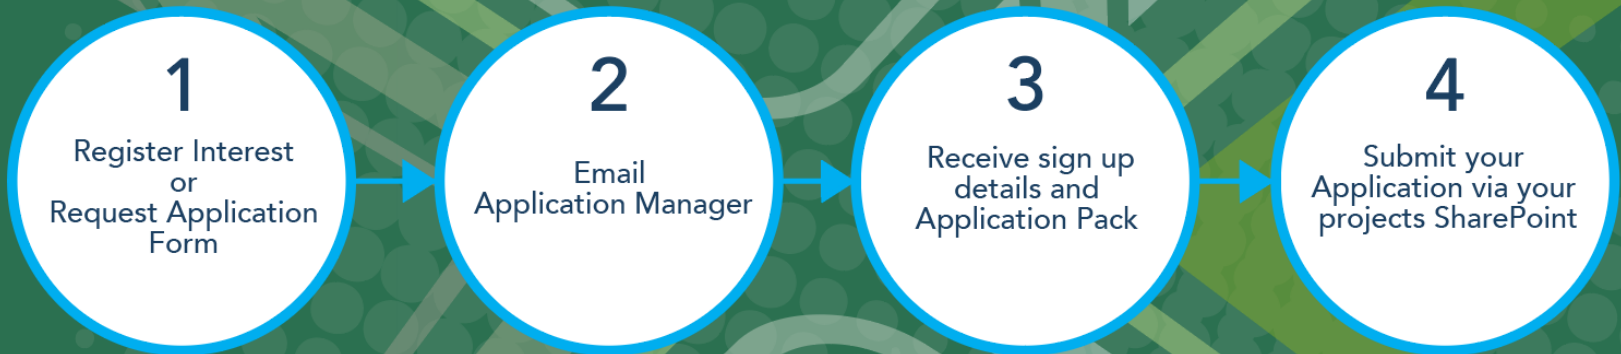 1
Register Interest
or
Request Application
Form
2
Email
Application Manager
3
Receive sign up
details and
Application Pack
4
Submit your
Application via your
projects SharePoint